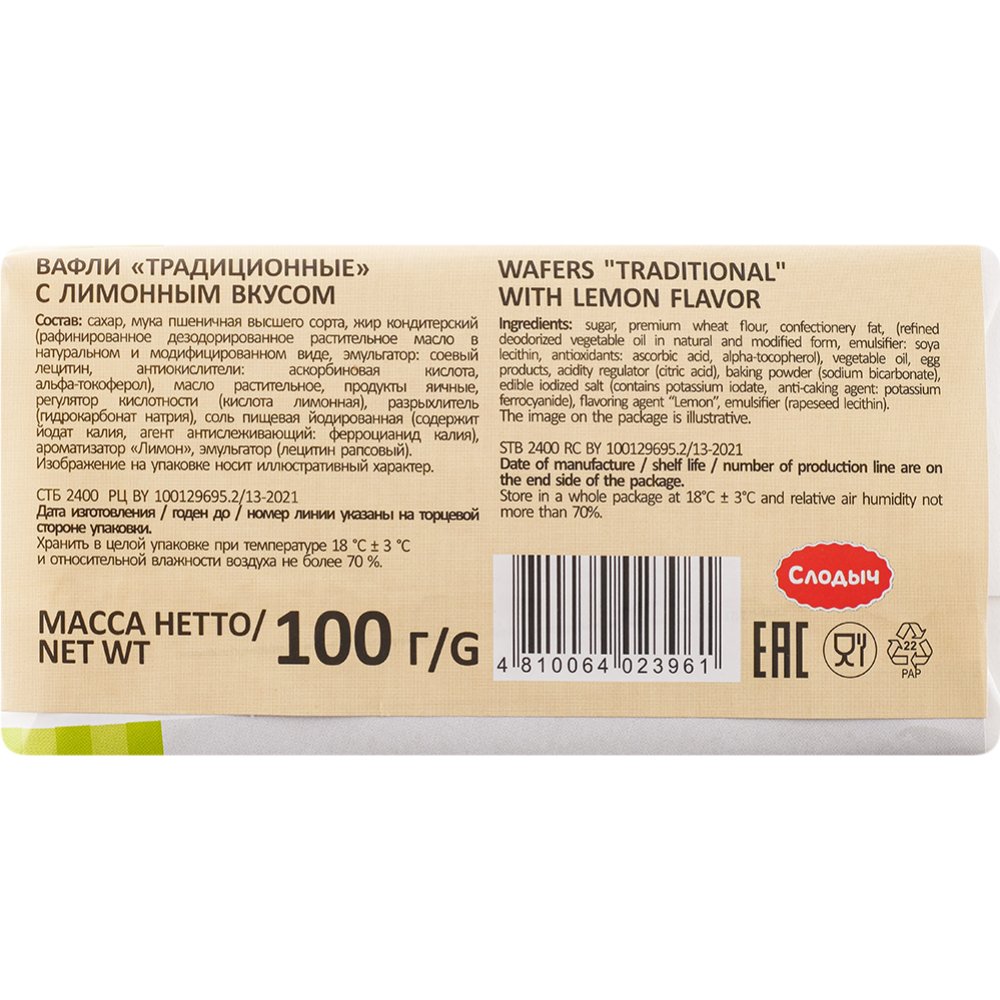 ВАФЛИ «ТРАДИЦИОННЫЕ»
С ЛИМОННЫМ ВКУСОМ
Состав: сахар, мука пшеничная высшего сорта, жир кондитерский
(рафинированное дезодорированное растительное масло в
натуральном и модифицированном виде, эмульгатор: соевый
лецитин, антиокислители: аскорбиновая кислота,
альфа-токоферол), масло растительное, продукты яичные,
регулятор кислотности (кислота лимонная), разрыхлитель
(гидрокарбонат натрия), соль пищевая йодированная (содержит
йодат калия, агент антислеживающий: ферроцианид калия),
ароматизатор «Лимон», эмульгатор (лецитин рапсовый).
Изображение на упаковке носит иллюстративный характер.
СТБ 2400 РЦ BY 100129695.2/13-2021
Дата изготовления / годен до / номер линии указаны на торцевой
стороне упаковки.
Хранить в целой упаковке при температуре 18 °С ± 3 °С
и относительной влажности воздуха не более 70 %.
МАССА НЕТТО/
NET WT
100 Г/G
WAFERS "TRADITIONAL"
WITH LEMON FLAVOR
Ingredients: sugar, premium wheat flour, confectionery fat, (refined
deodorized vegetable oil in natural and modified form, emulsifier: soya
lecithin, antioxidants: ascorbic acid, alpha-tocopherol), vegetable oil, egg
products, acidity regulator (citric acid), baking powder (sodium bicarbonate),
edible iodized salt (contains potassium iodate, anti-caking agent: potassium
ferrocyanide), flavoring agent “Lemon”, emulsifier (rapeseed lecithin).
The image on the package is illustrative.
STB 2400 RC BY 100129695.2/13-2021
Date of manufacture / shelf life / number of production line are on
the end side of the package.
Store in a whole package at 18°C ± 3°C and relative air humidity not
more than 70%.
4 810064 023961
Слодыч
EAC
22
PAP